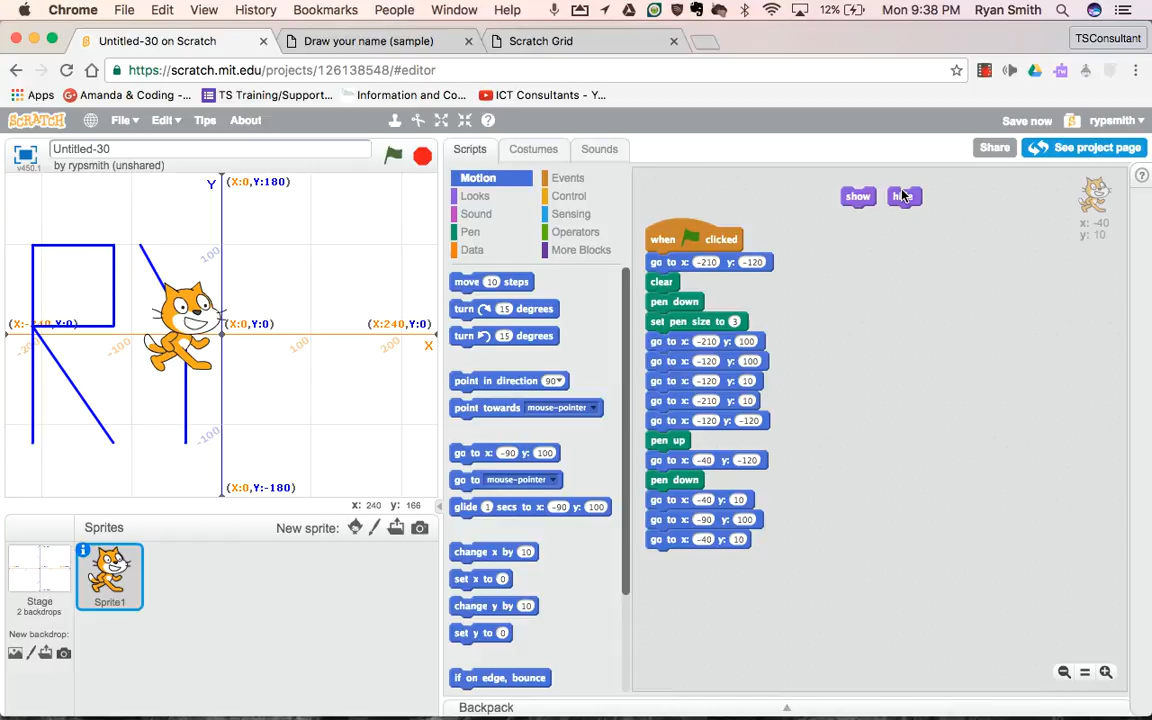 Chrome File Edit View History Bookmarks People Window Help 12% Mon 9:38 PM Ryan Smith
Untitled-30 on Scratch × Draw your name (sample) × Scratch Grid × TSConsultant
https://scratch.mit.edu/projects/126138548/#editor
Apps Amanda & Coding -... TS Training/Support... Information and Co... ICT Consultants - Y...
SCRATCH File Edit Tips About Save now rypsmith
Untitled-30
by rypsmith (unshared)
v450.1
Scripts Costumes Sounds
Share See project page
Y (X:0,Y:180)
100
(X:0,Y:0)
(X:240,Y:0)
-200 -100 100 200 X
-100
(X:0,Y:-180)
x: 240 y: 166
Sprites New sprite:
Stage
2 backdrops
New backdrop:
Sprite1
Motion Events
Looks Control
Sound Sensing
Pen Operators
Data More Blocks
move 10 steps
turn 15 degrees
turn 15 degrees
point in direction 90
point towards mouse-pointer
go to x: -90 y: 100
go to mouse-pointer
glide 1 secs to x: -90 y: 100
change x by 10
set x to 0
change y by 10
set y to 0
if on edge, bounce
show
x: -40
y: 10
when clicked
go to x: -210 y: -120
clear
pen down
set pen size to 3
go to x: -210 y: 100
go to x: -120 y: 100
go to x: -120 y: 10
go to x: -210 y: 10
go to x: -120 y: -120
pen up
go to x: -40 y: -120
pen down
go to x: -40 y: 10
go to x: -90 y: 100
go to x: -40 y: 10
Backpack